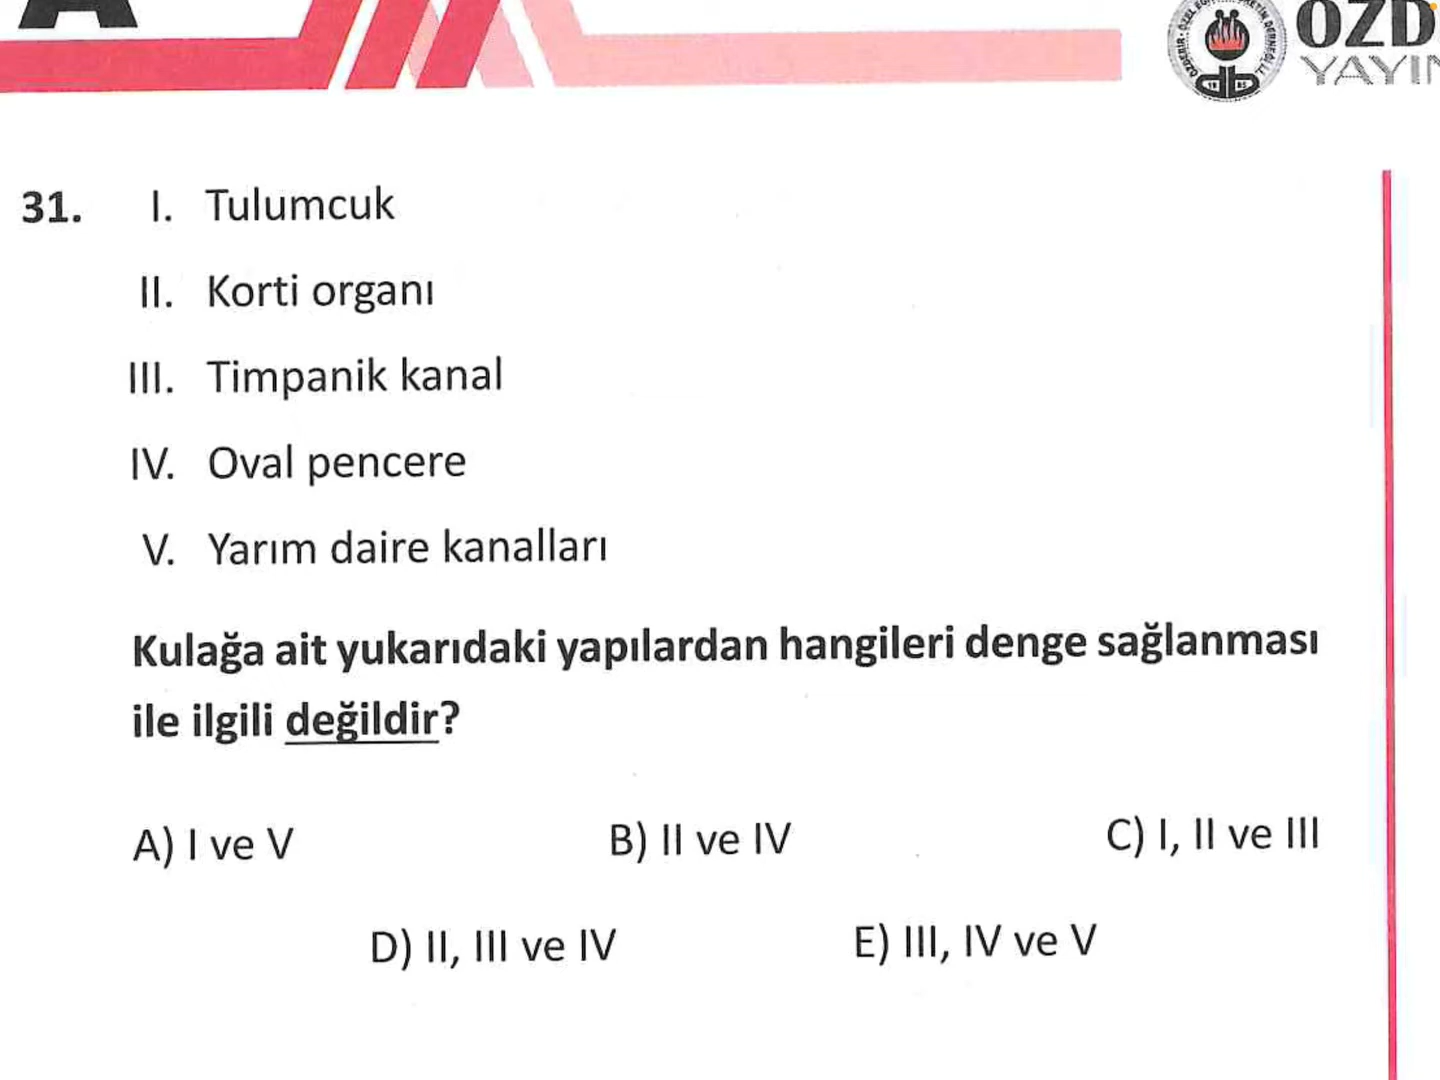 ÖZD
YAYIN
31. I. Tulumcuk
II. Korti organı
III. Timpanik kanal
IV. Oval pencere
V. Yarım daire kanalları
Kulağa ait yukarıdaki yapılardan hangileri denge sağlanması
ile ilgili değildir?
A) I ve V B) II ve IV C) I, II ve III
D) II, III ve IV E) III, IV ve V